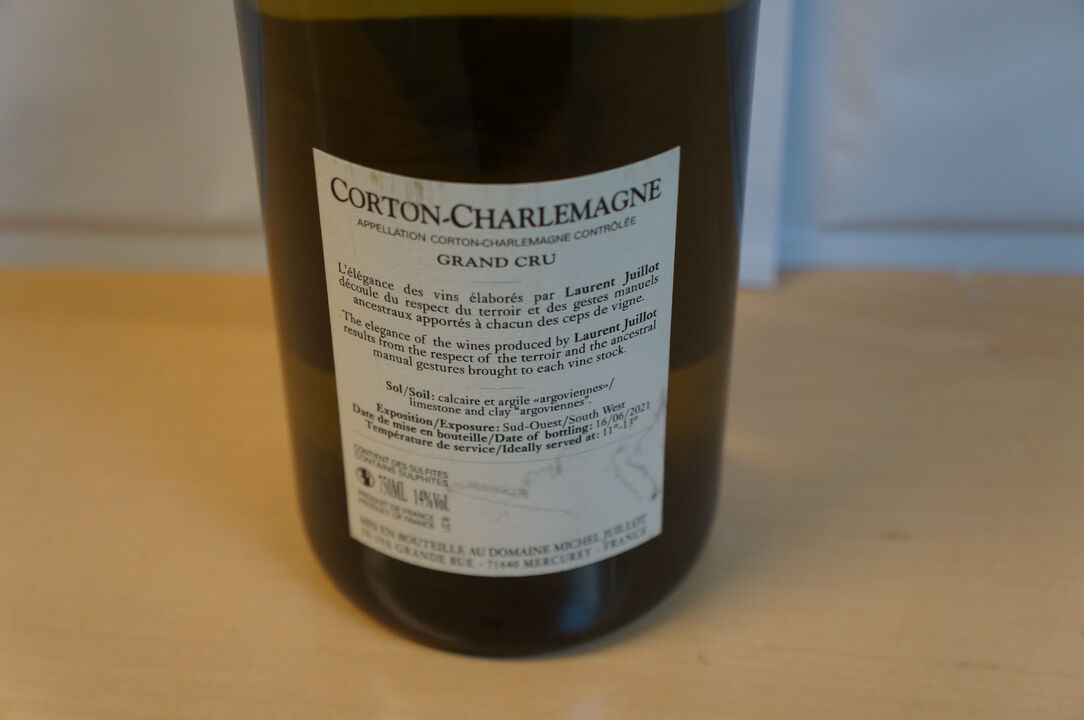 CORTON-CHARLEMAGNE
APPELLATION CORTON-CHARLEMAGNE CONTRÔLÉE
GRAND CRU
L'élégance des vins élaborés par Laurent Juillot
découle du respect du terroir et des gestes manuels
ancestraux apportés à chacun des ceps de vigne.
The elegance of the wines produced by Laurent Juillot
results from the respect of the terroir and the ancestral
manual gestures brought to each vine stock.
Sol/Soil: calcaire et argile «argoviennes»/
limestone and clay "argoviennes".
Exposition/Exposure: Sud-Ouest/South West
Date de mise en bouteille/Date of bottling: 16/06/2021
Température de service/Ideally served at: 11°-13°
CONTIENT DES SULFITES
CONTAINS SULPHITES
750ML 14%Vol.
PRODUIT DE FRANCE
PRODUCT OF FRANCE
MIS EN BOUTEILLE AU DOMAINE MICHEL JUILLOT
GRANDE RUE - 71640 MERCUREY - FRANCE